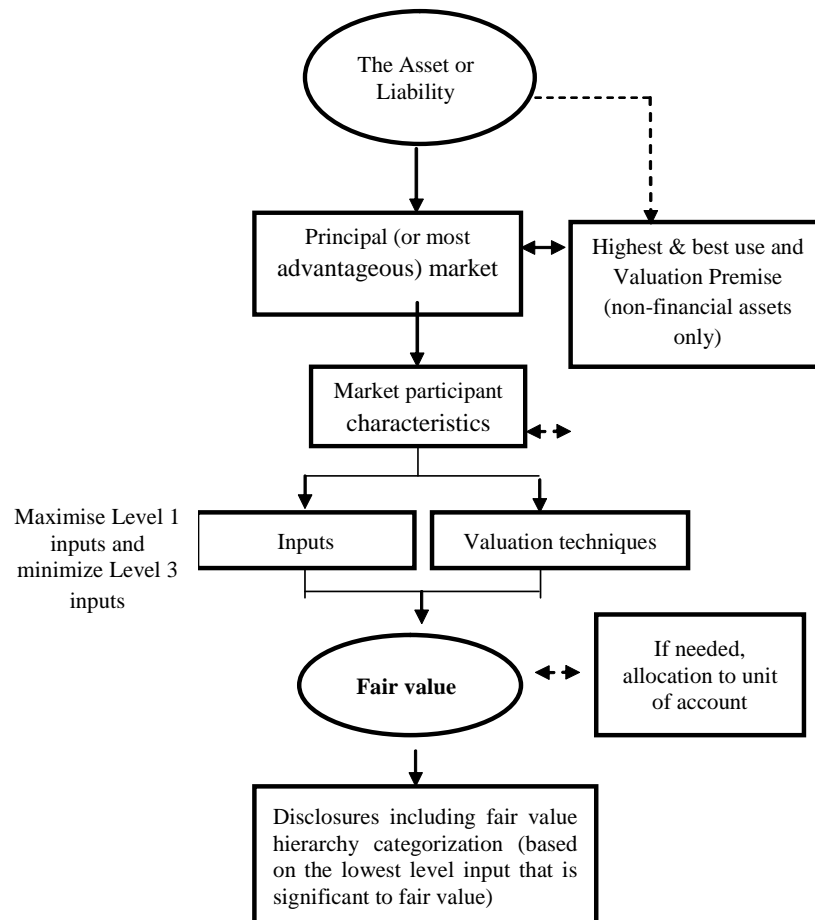 The Asset or
Liability
Principal (or most
advantageous) market
Highest & best use and
Valuation Premise
(non-financial assets
only)
Market participant
characteristics
Maximise Level 1
inputs and
minimize Level 3
inputs
Inputs
Valuation techniques
Fair value
If needed,
allocation to unit
of account
Disclosures including fair value
hierarchy categorization (based
on the lowest level input that is
significant to fair value)